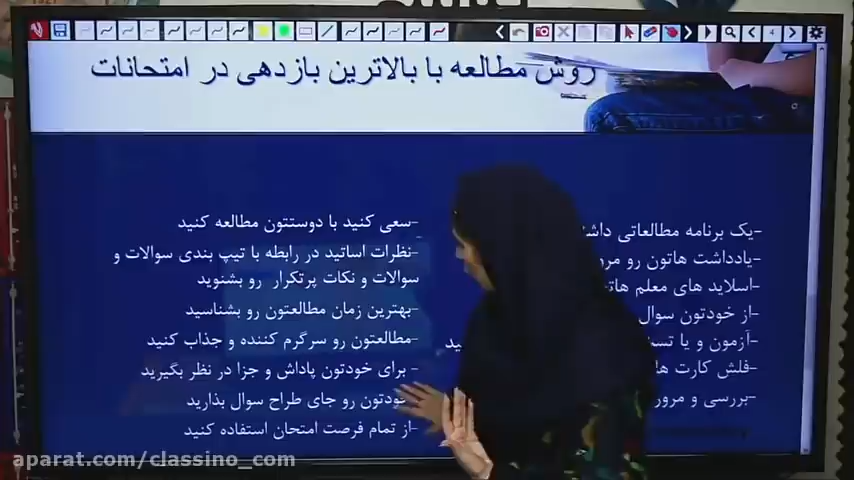 روش مطالعه با بالاترین بازدهی در امتحانات
-یک برنامه مطالعاتی
-یادداشت هاتون رو
-اسلاید های معلم
-از خودتون سوال
-آزمون و یا
-فلش کارت
-بررسی و
-سعی کنید با دوستتون مطالعه کنید
-نظرات اساتید در رابطه با تیپ بندی سوالات و
سوالات و نکات پرتکرار رو بشنوید
-بهترین زمان مطالعتون رو بشناسید
-مطالعتون رو سرگرم کننده و جذاب کنید
- برای خودتون پاداش و جزا در نظر بگیرید
خودتون رو جای طراح سوال بذارید
-از تمام فرصت امتحان استفاده کنید
aparat.com/classino_com